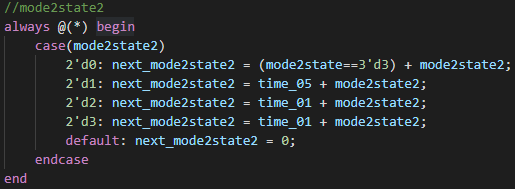 //mode2state2
always @(*) begin
    case(mode2state2)
        2'd0: next_mode2state2 = (mode2state==3'd3) + mode2state2;
        2'd1: next_mode2state2 = time_05 + mode2state2;
        2'd2: next_mode2state2 = time_01 + mode2state2;
        2'd3: next_mode2state2 = time_01 + mode2state2;
        default: next_mode2state2 = 0;
    endcase
end